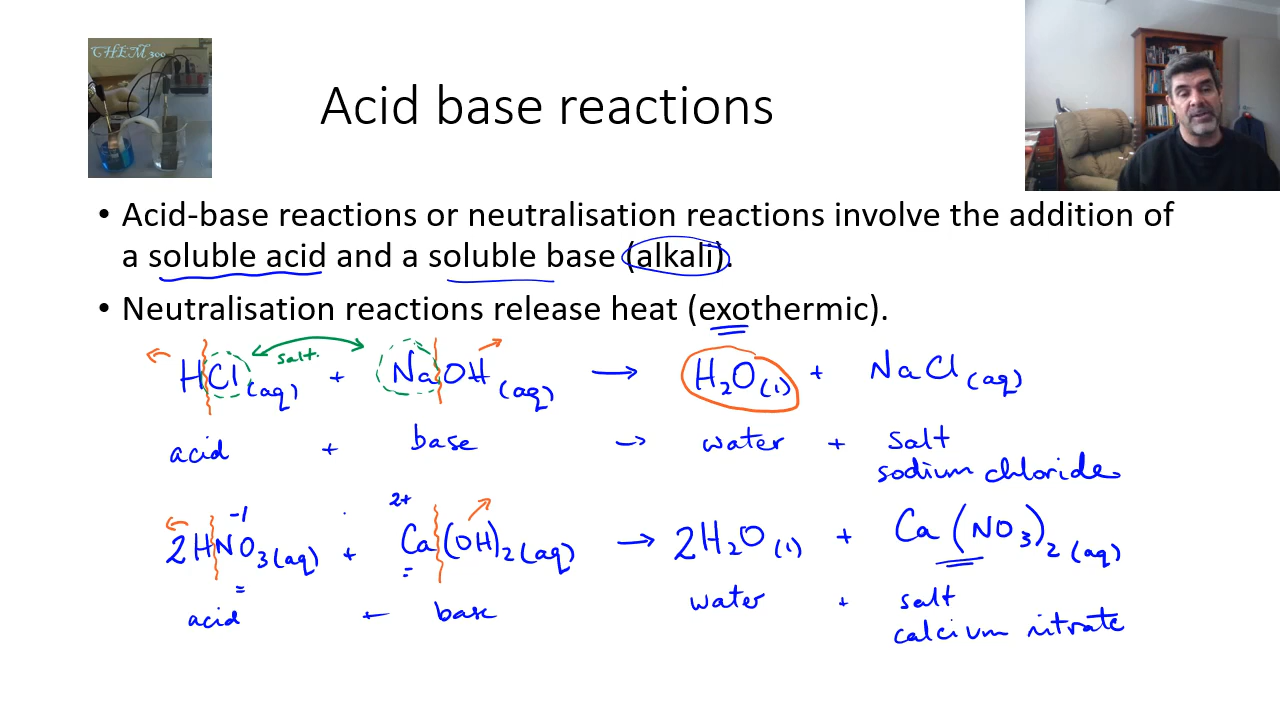 CHEM300
Acid base reactions
• Acid-base reactions or neutralisation reactions involve the addition of
a soluble acid and a soluble base (alkali).
• Neutralisation reactions release heat (exothermic).
salt.
HCl(aq) + NaOH(aq) → H₂O(l) + NaCl(aq)
acid + base → water + salt
sodium chloride
-1 2+
2HNO₃(aq) + Ca(OH)₂(aq) → 2H₂O(l) + Ca(NO₃)₂(aq)
acid + base water + salt
calcium nitrate